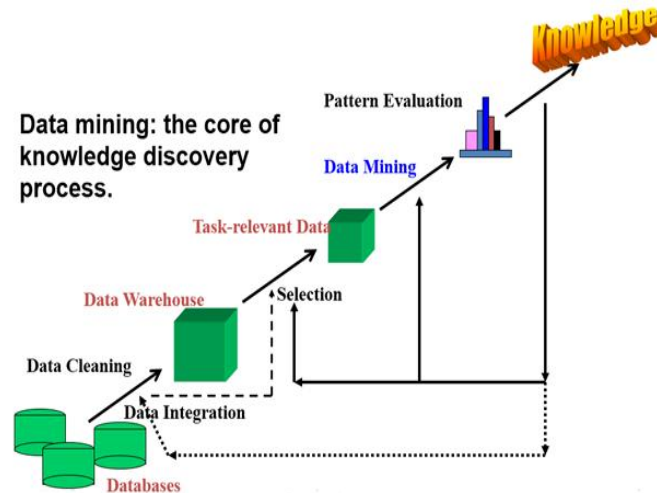 Knowledge
Pattern Evaluation
Data mining: the core of
knowledge discovery
process.
Data Mining
Task-relevant Data
Data Warehouse
Selection
Data Cleaning
Data Integration
Databases